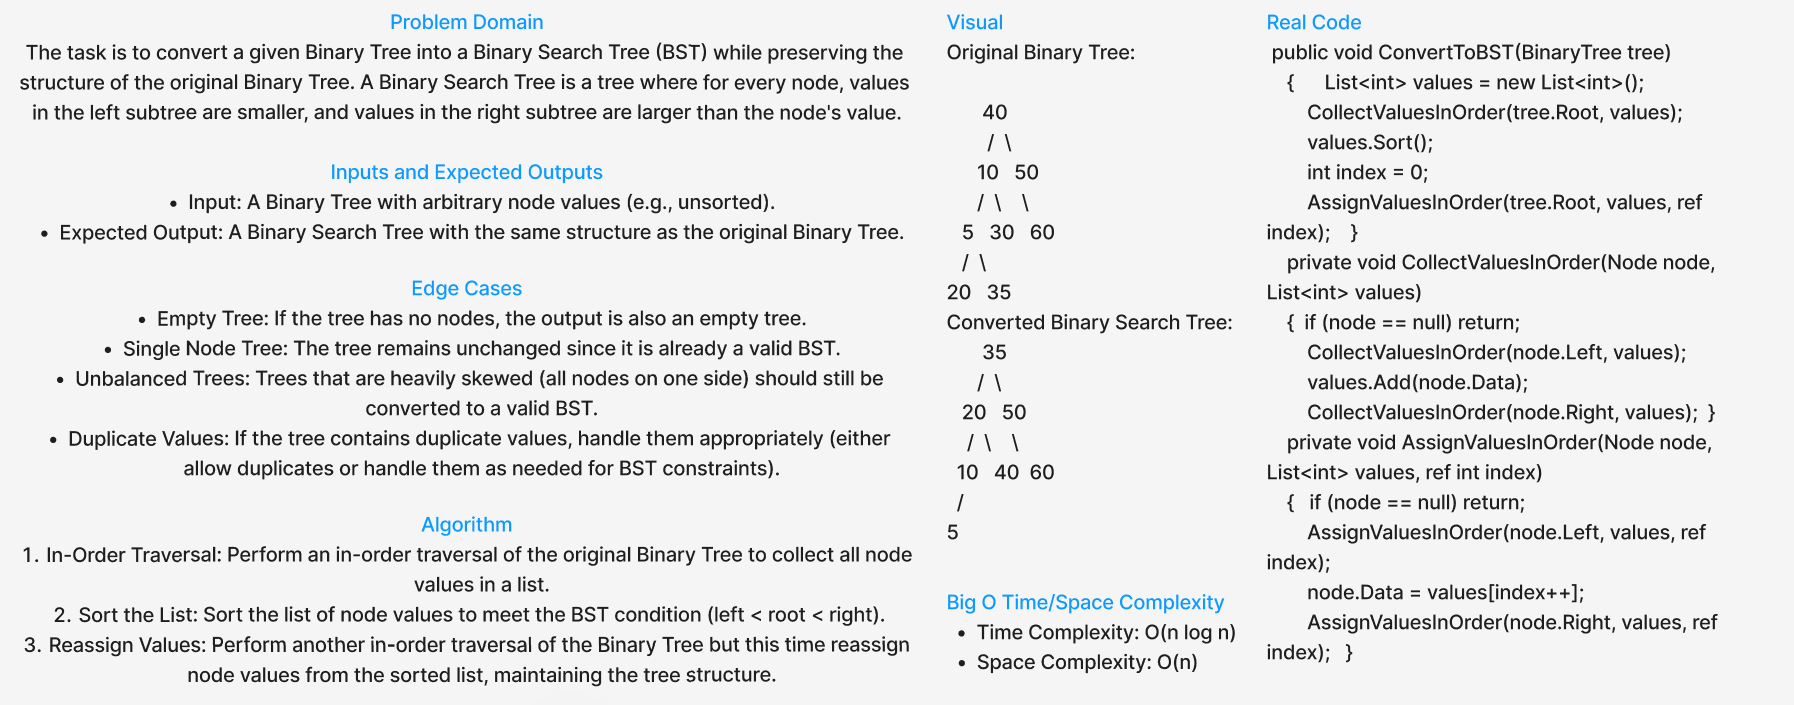 Problem Domain
The task is to convert a given Binary Tree into a Binary Search Tree (BST) while preserving the
structure of the original Binary Tree. A Binary Search Tree is a tree where for every node, values
in the left subtree are smaller, and values in the right subtree are larger than the node's value.
Inputs and Expected Outputs
• Input: A Binary Tree with arbitrary node values (e.g., unsorted).
• Expected Output: A Binary Search Tree with the same structure as the original Binary Tree.
Edge Cases
• Empty Tree: If the tree has no nodes, the output is also an empty tree.
• Single Node Tree: The tree remains unchanged since it is already a valid BST.
• Unbalanced Trees: Trees that are heavily skewed (all nodes on one side) should still be
converted to a valid BST.
• Duplicate Values: If the tree contains duplicate values, handle them appropriately (either
allow duplicates or handle them as needed for BST constraints).
Algorithm
1. In-Order Traversal: Perform an in-order traversal of the original Binary Tree to collect all node
values in a list.
2. Sort the List: Sort the list of node values to meet the BST condition (left < root < right).
3. Reassign Values: Perform another in-order traversal of the Binary Tree but this time reassign
node values from the sorted list, maintaining the tree structure.
Visual
Original Binary Tree:
40
/ \
10 50
/ \ \
5 30 60
/ \
20 35
Converted Binary Search Tree:
35
/ \
20 50
/ \ \
10 40 60
/
5
Big O Time/Space Complexity
• Time Complexity: O(n log n)
• Space Complexity: O(n)
Real Code
public void ConvertToBST(BinaryTree tree)
{ List<int> values = new List<int>();
CollectValuesInOrder(tree.Root, values);
values.Sort();
int index = 0;
AssignValuesInOrder(tree.Root, values, ref
index); }
private void CollectValuesInOrder(Node node,
List<int> values)
{ if (node == null) return;
CollectValuesInOrder(node.Left, values);
values.Add(node.Data);
CollectValuesInOrder(node.Right, values); }
private void AssignValuesInOrder(Node node,
List<int> values, ref int index)
{ if (node == null) return;
AssignValuesInOrder(node.Left, values, ref
index);
node.Data = values[index++];
AssignValuesInOrder(node.Right, values, ref
index); }